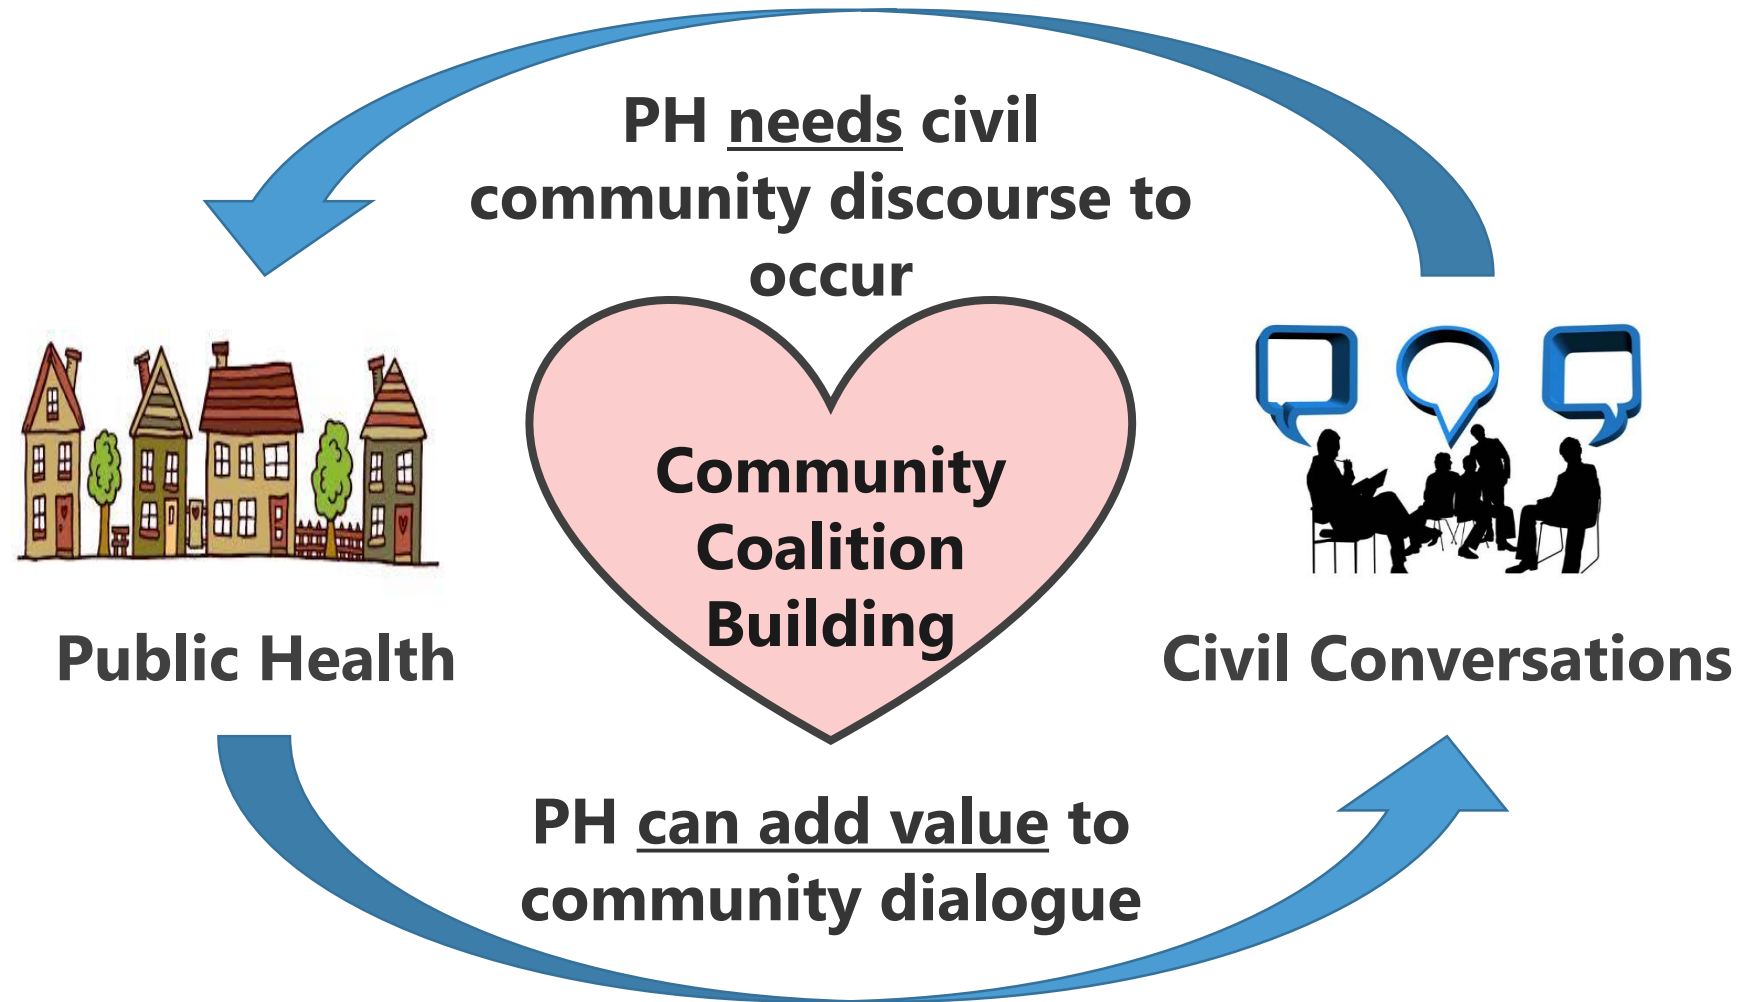 PH needs civil
community discourse to
occur
Community
Coalition
Building
Public Health
Civil Conversations
PH can add value to
community dialogue